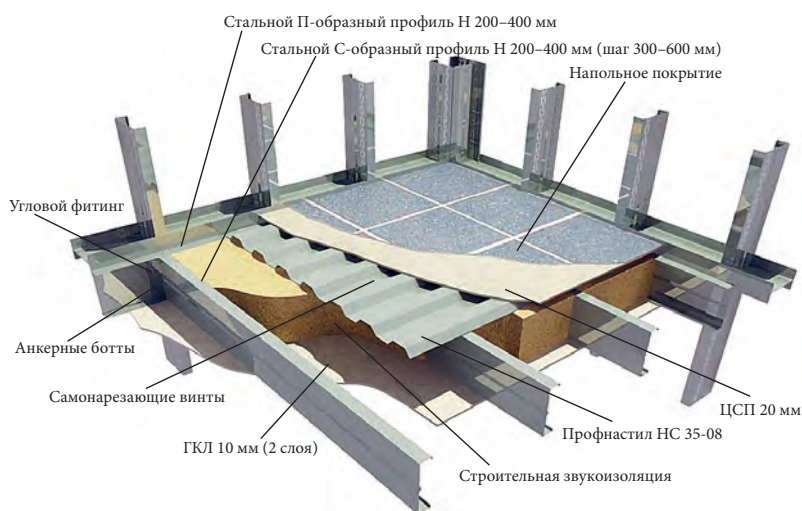 Стальной П-образный профиль Н 200–400 мм
Стальной С-образный профиль Н 200–400 мм (шаг 300–600 мм)
Напольное покрытие
Угловой фитинг
Анкерные ботты
Самонарезающие винты
ГКЛ 10 мм (2 слоя)
ЦСП 20 мм
Профнастил НС 35-08
Строительная звукоизоляция